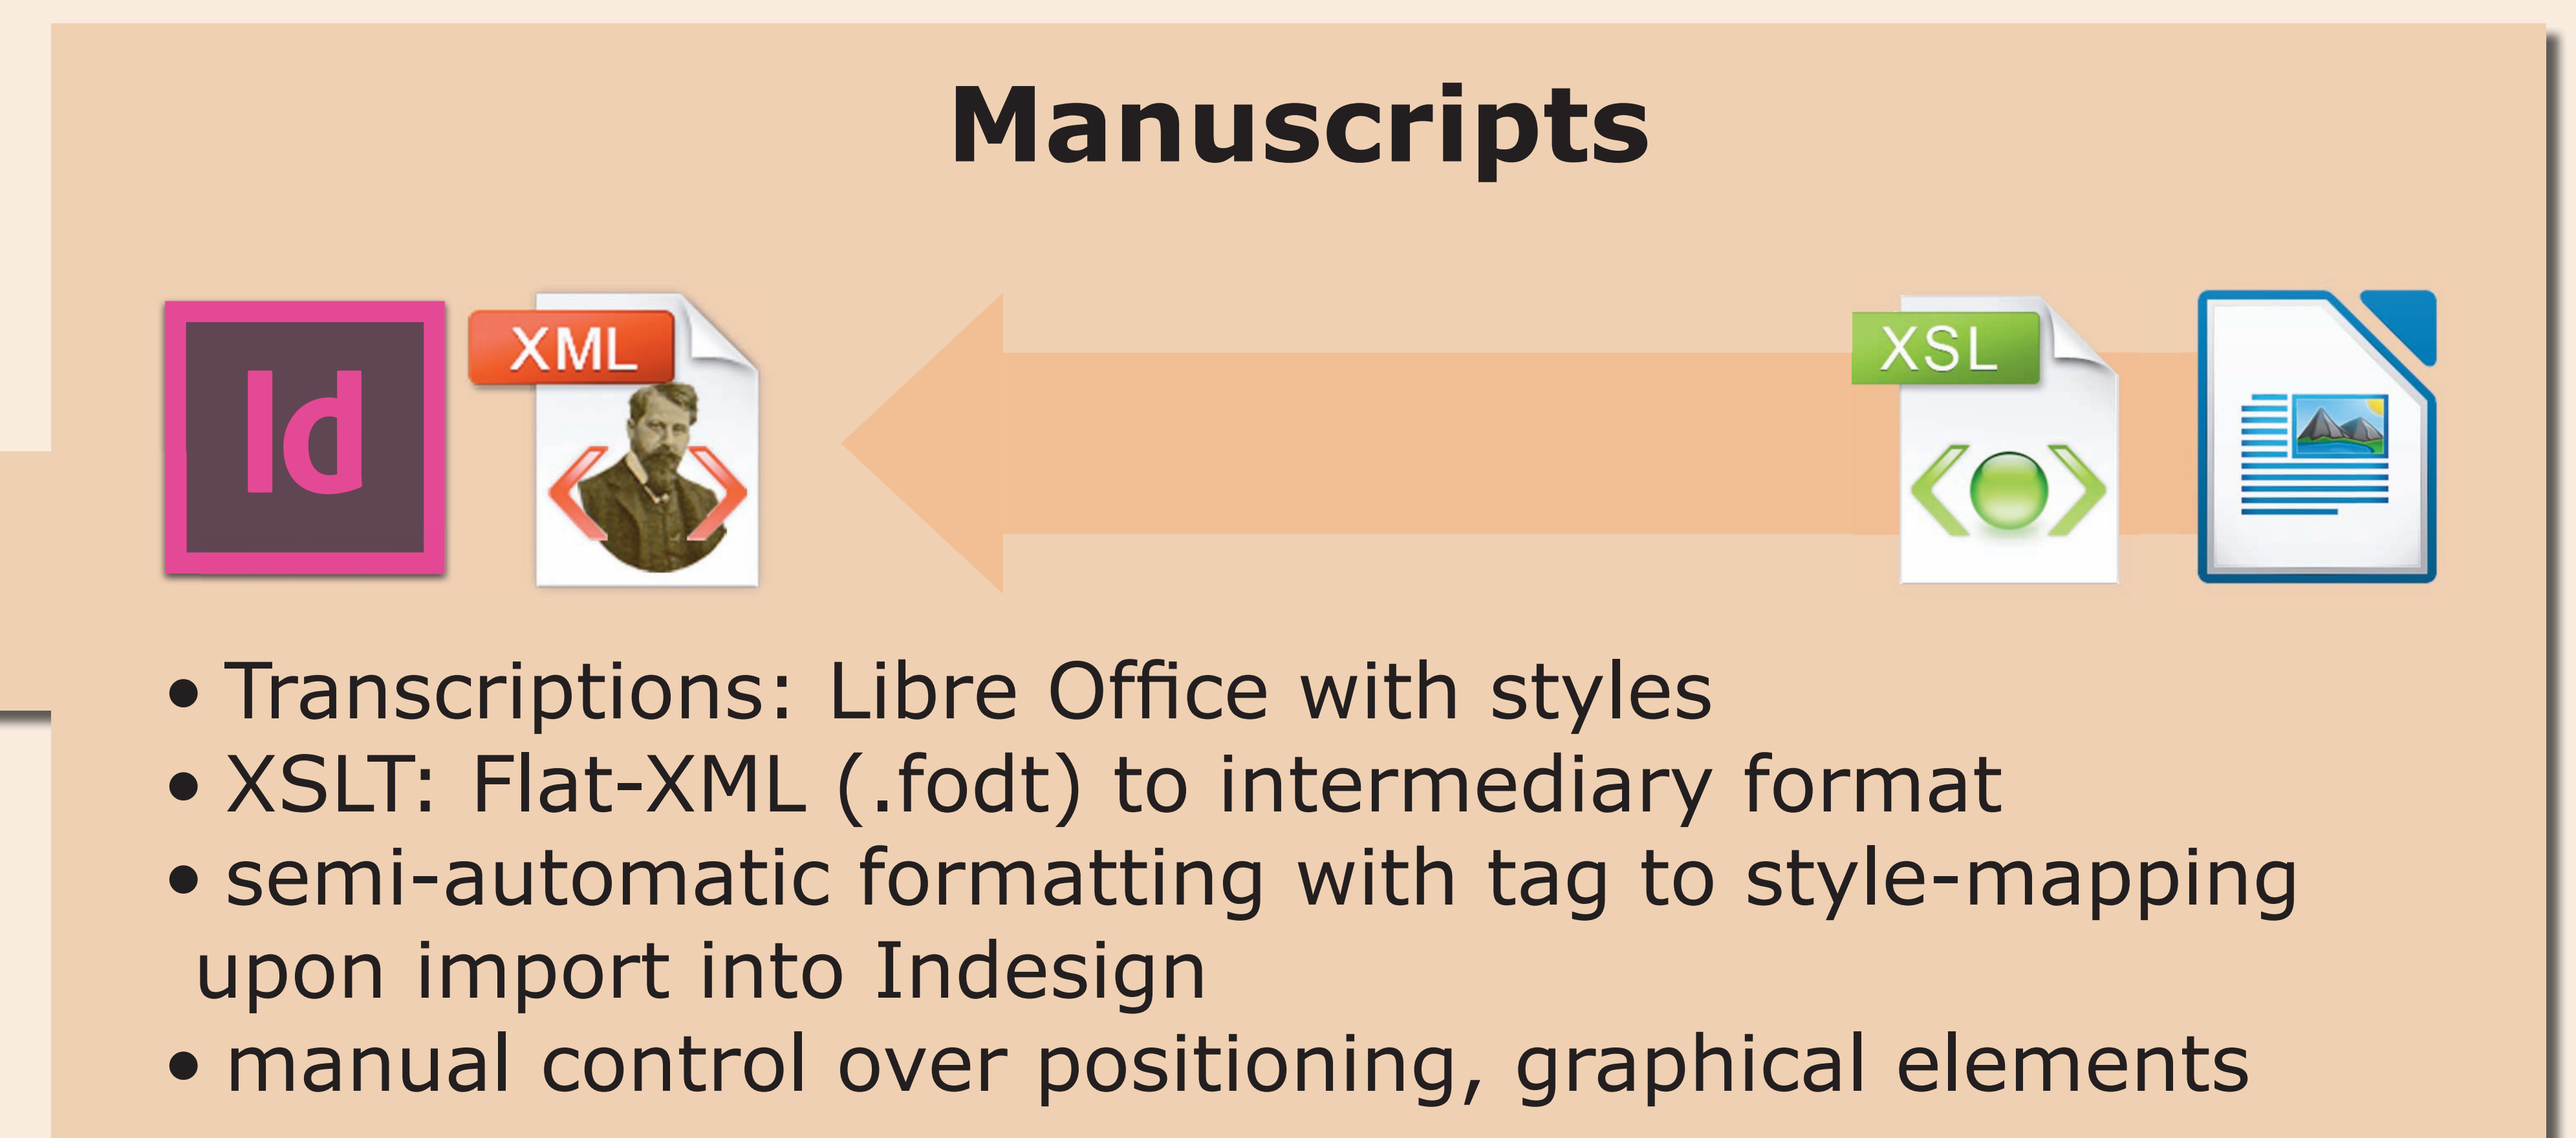 Manuscripts
Id
XML
XSL
• Transcriptions: Libre Office with styles
• XSLT: Flat-XML (.fodt) to intermediary format
• semi-automatic formatting with tag to style-mapping
upon import into Indesign
• manual control over positioning, graphical elements